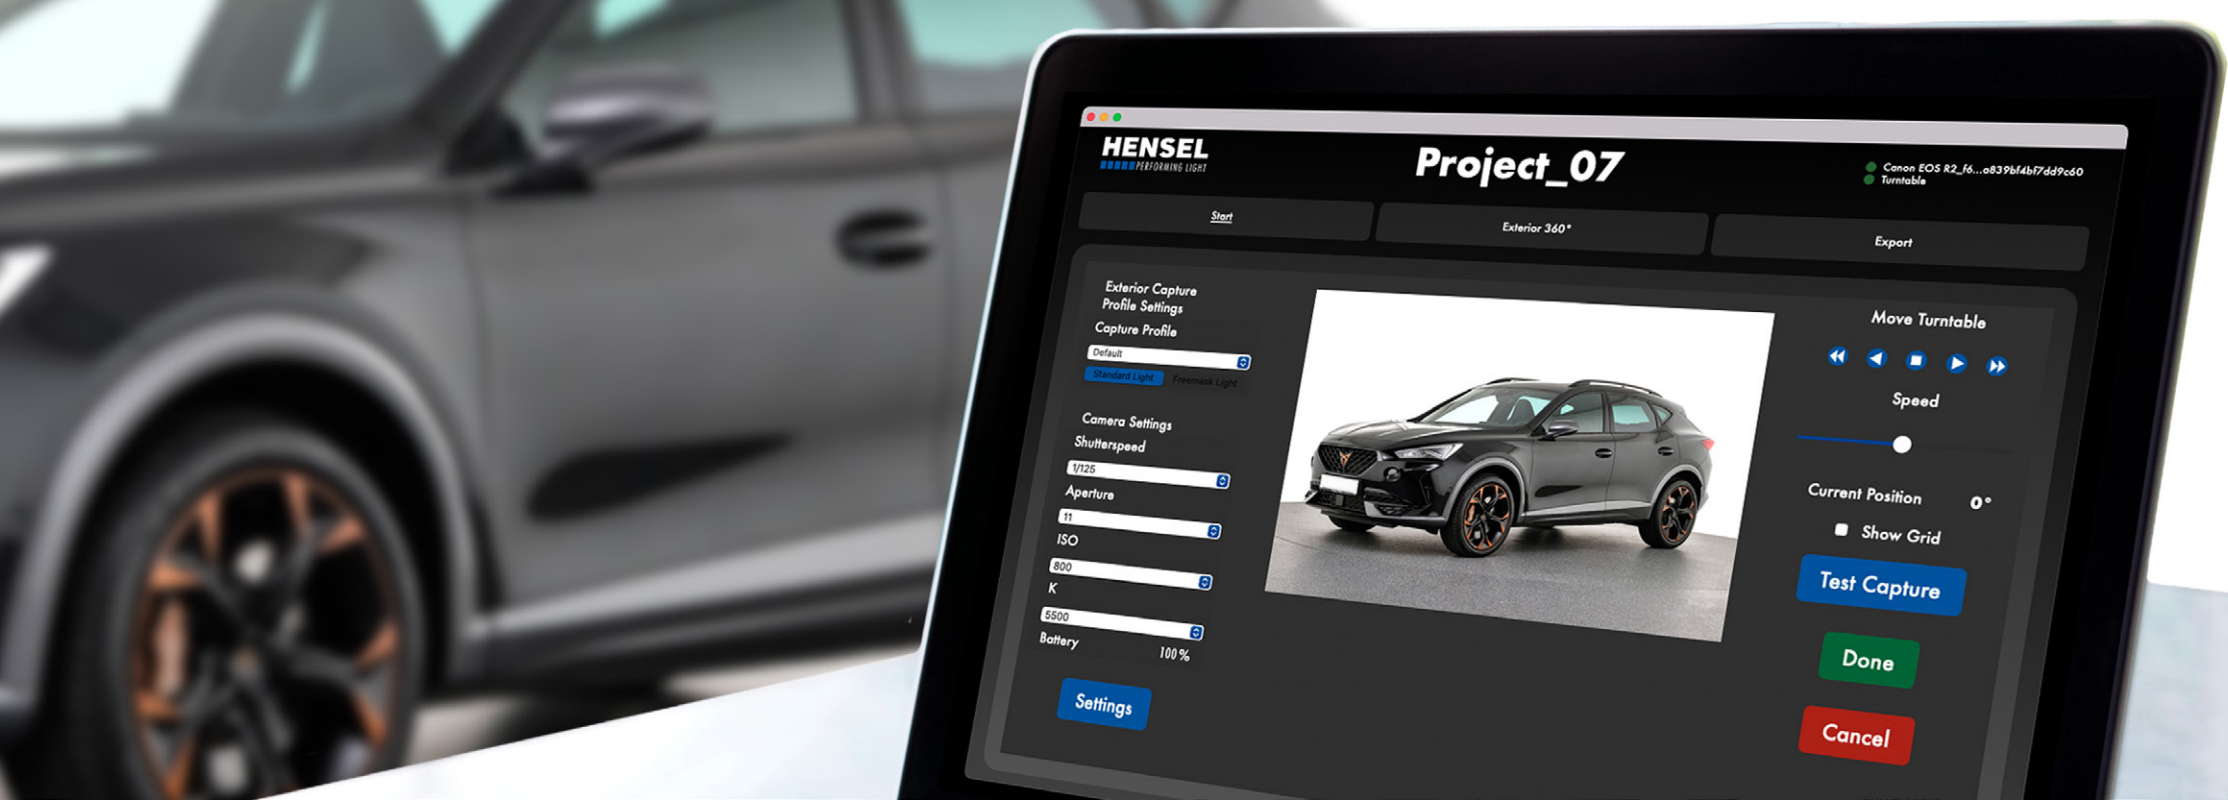 HENSEL
PERFORMING LIGHT
Project_07
Canon EOS R2_f6...a839bf4bf7dd9c60
Turntable
Start
Exterior 360°
Export
Exterior Capture
Profile Settings
Capture Profile
Default
Standard Light
Freemask Light
Camera Settings
Shutterspeed
1/125
Aperture
11
ISO
800
K
5500
Battery
100%
Settings
Move Turntable
Speed
Current Position
0°
Show Grid
Test Capture
Done
Cancel